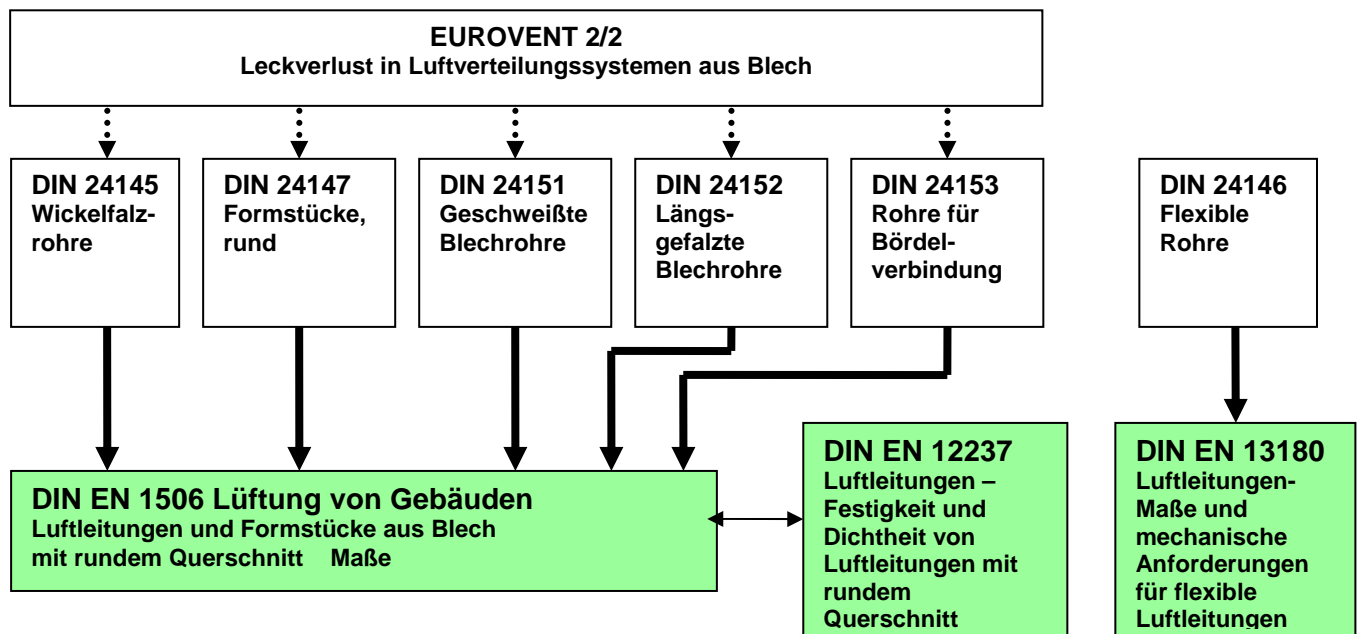 EUROVENT 2/2
Leckverlust in Luftverteilungssystemen aus Blech
DIN 24145
Wickelfalz-
rohre
DIN 24147
Formstücke,
rund
DIN 24151
Geschweißte
Blechrohre
DIN 24152
Längs-
gefalzte
Blechrohre
DIN 24153
Rohre für
Bördel-
verbindung
DIN 24146
Flexible
Rohre
DIN EN 1506 Lüftung von Gebäuden
Luftleitungen und Formstücke aus Blech
mit rundem Querschnitt Maße
DIN EN 12237
Luftleitungen –
Festigkeit und
Dichtheit von
Luftleitungen mit
rundem
Querschnitt
DIN EN 13180
Luftleitungen-
Maße und
mechanische
Anforderungen
für flexible
Luftleitungen